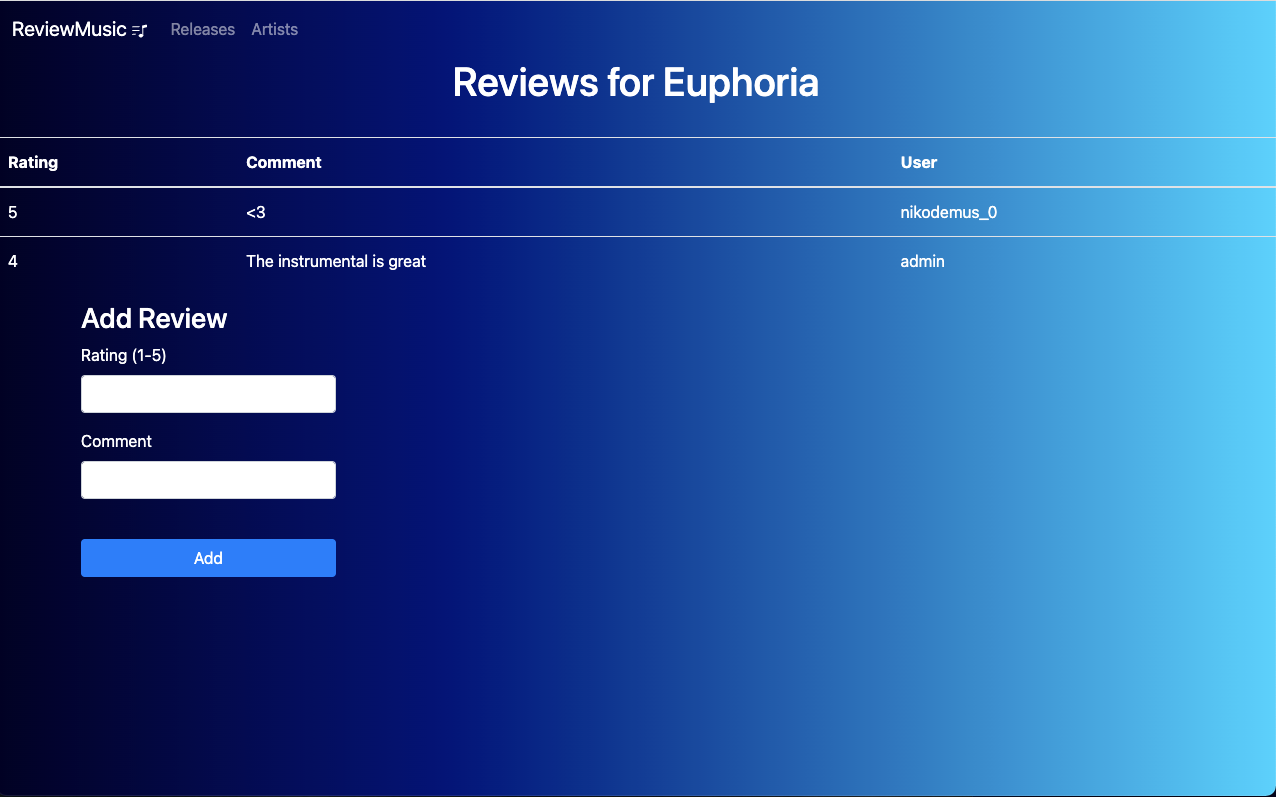 ReviewMusic Releases Artists
Reviews for Euphoria
Rating Comment User
5 <3 nikodemus_0
4 The instrumental is great admin
Add Review
Rating (1-5)
Comment
Add